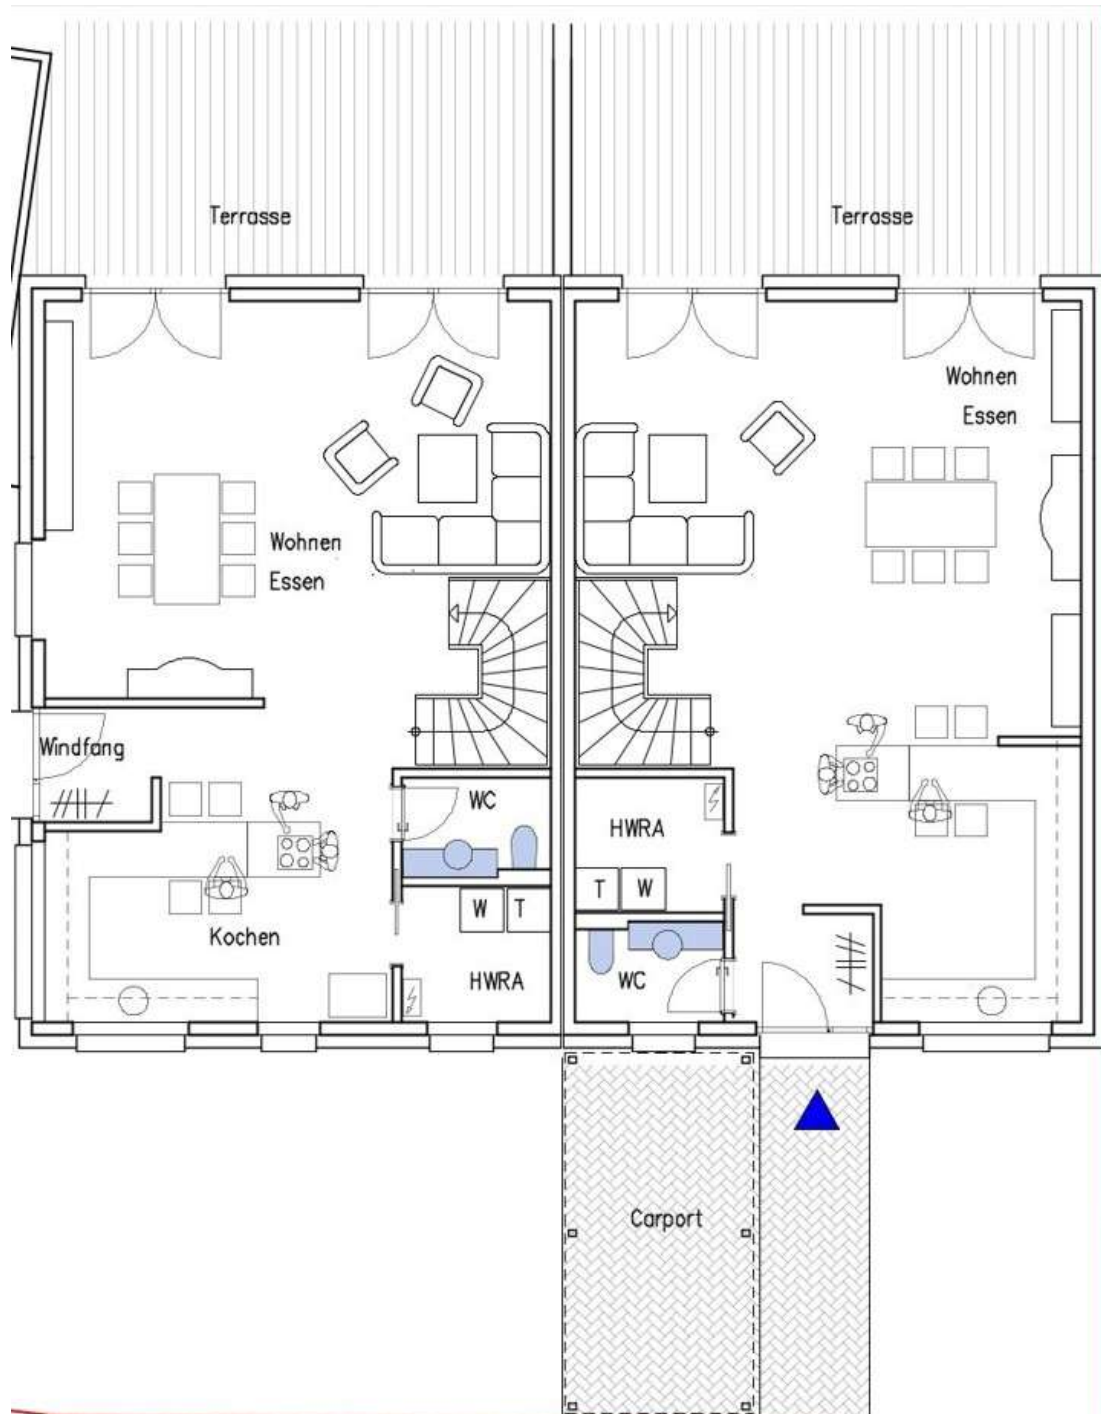 Terrasse
Terrasse
Wohnen
Essen
Wohnen
Essen
Windfang
WC
HWRA
W T
T W
Kochen
HWRA
WC
Carport